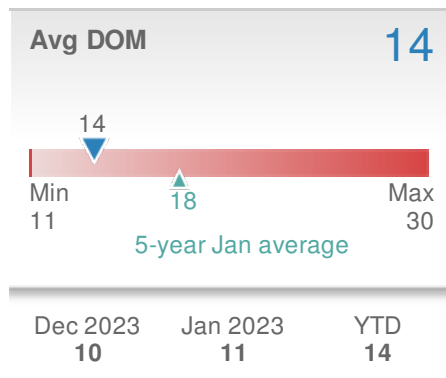 Avg DOM 14
14
Min Max
11 18 30
5-year Jan average
Dec 2023 Jan 2023 YTD
10 11 14